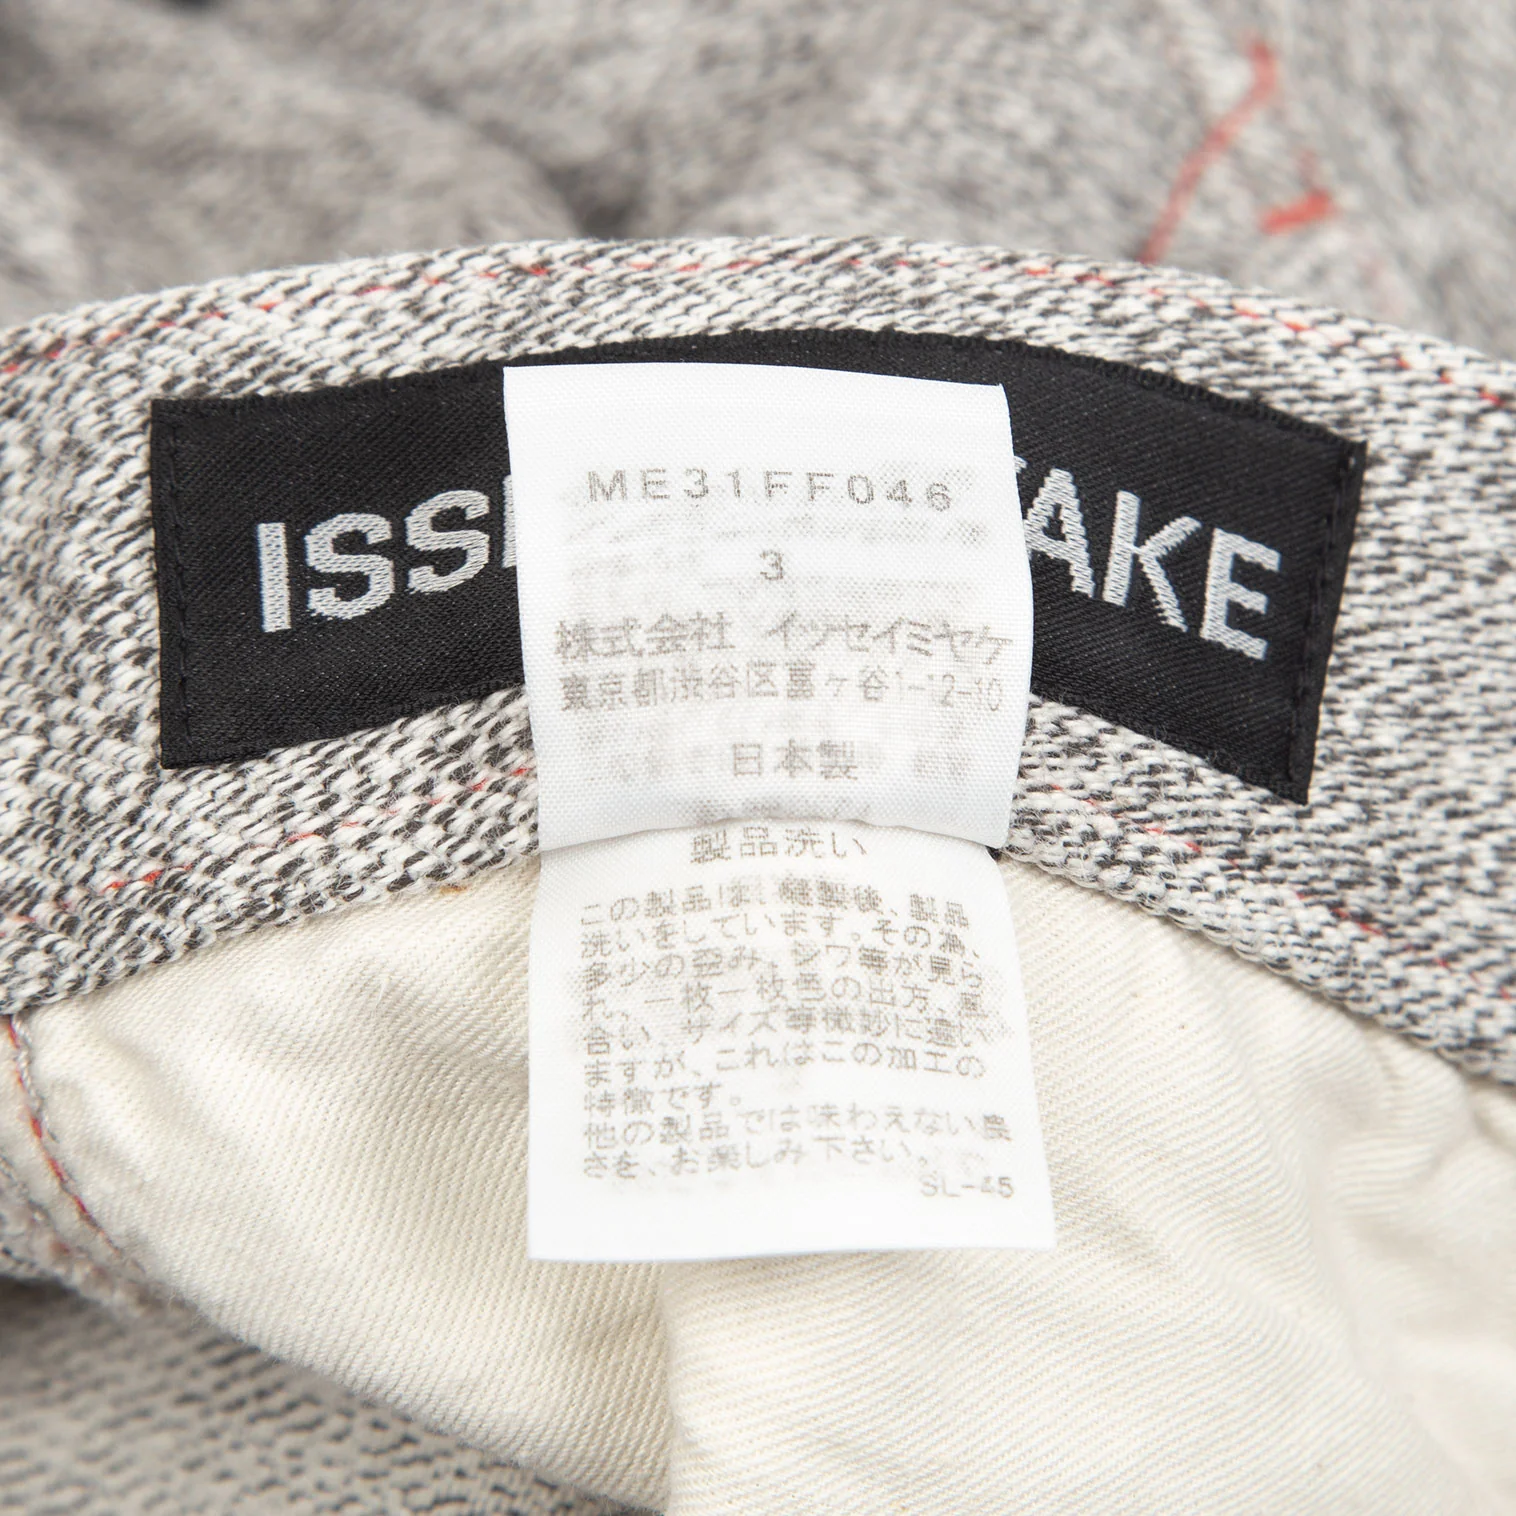 ISS AKE
ME31FF046
3
株式会社 イッセイミヤケ
東京都渋谷区富ヶ谷1-12-10
日本製
製品洗い
この製品は、縫製後、製品
洗いをしています。その為、
多少の歪み、シワ等が見ら
れ、一枚一枚色の出方、風
合い、サイズ等微妙に違い
ますが、これはこの加工の
特徴です。
他の製品では味わえない良
さを、お楽しみ下さい。
SL-45